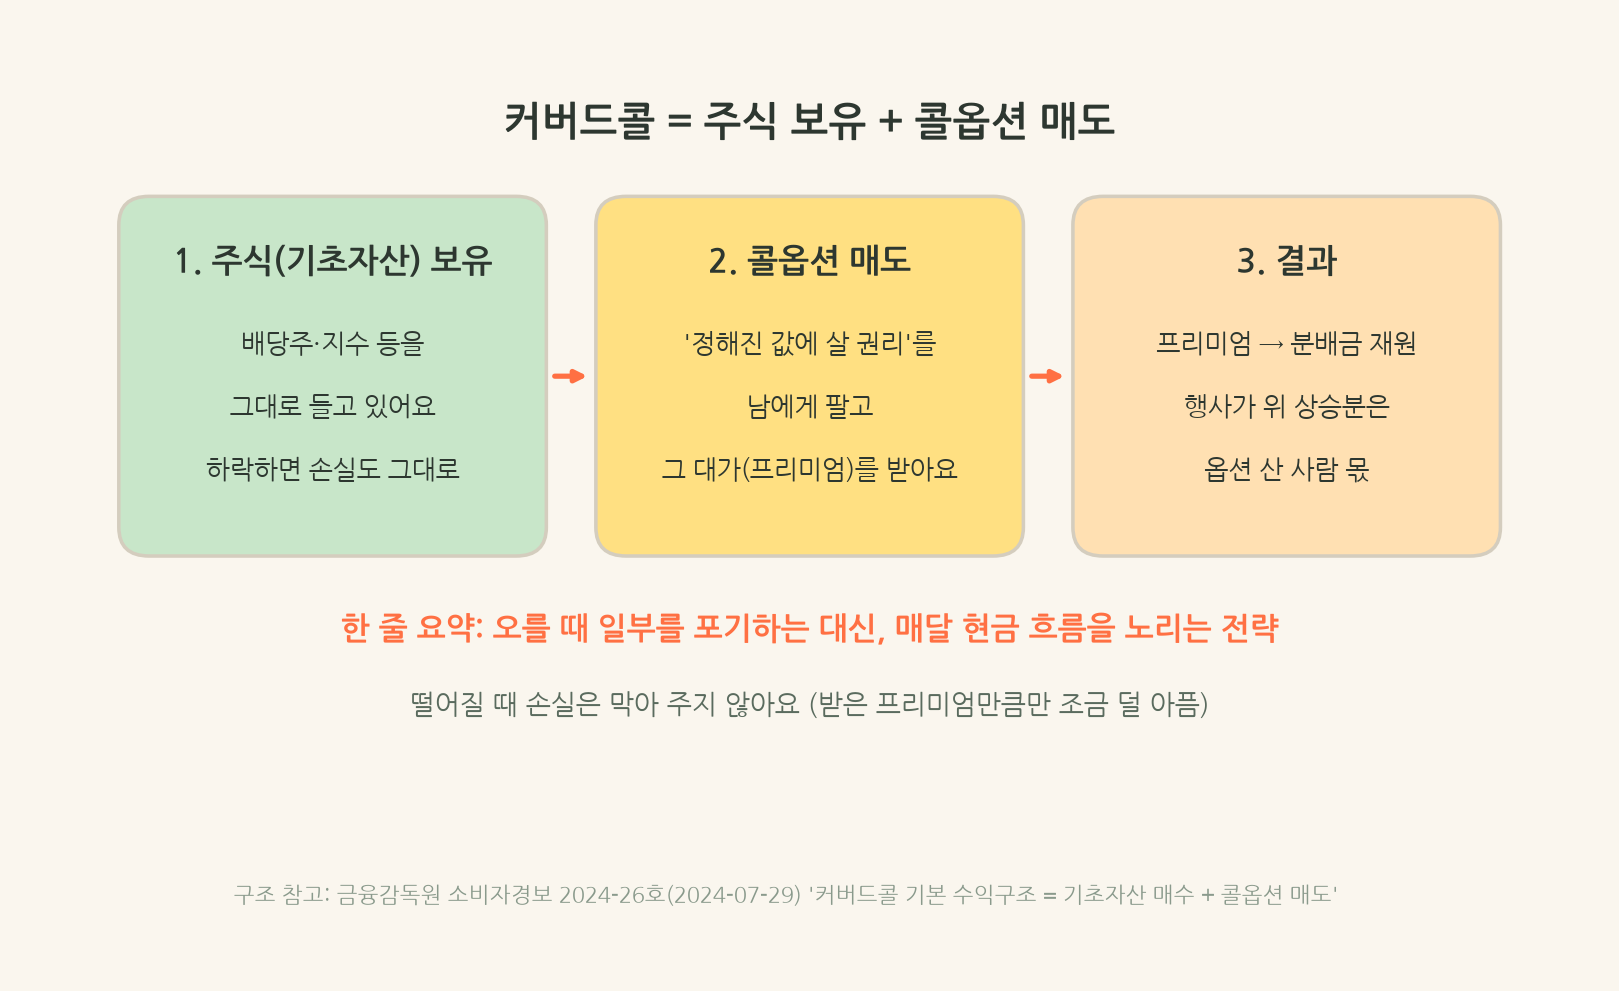 커버드콜 = 주식 보유 + 콜옵션 매도
1. 주식(기초자산) 보유
배당주·지수 등을
그대로 들고 있어요
하락하면 손실도 그대로
2. 콜옵션 매도
'정해진 값에 살 권리'를
남에게 팔고
그 대가(프리미엄)를 받아요
3. 결과
프리미엄 → 분배금 재원
행사가 위 상승분은
옵션 산 사람 몫
한 줄 요약: 오를 때 일부를 포기하는 대신, 매달 현금 흐름을 노리는 전략
떨어질 때 손실은 막아 주지 않아요 (받은 프리미엄만큼만 조금 덜 아픔)
구조 참고: 금융감독원 소비자경보 2024-26호(2024-07-29) '커버드콜 기본 수익구조 = 기초자산 매수 + 콜옵션 매도'